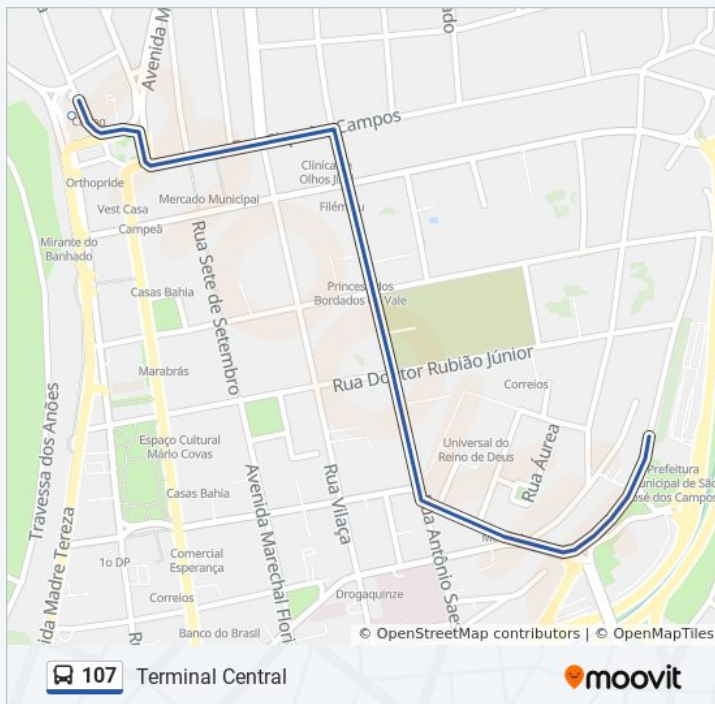 Avenida M
Campos
Clínica
Olhos
Orthopride
Mercado Municipal
Vest Casa
Campeã
Mirante do
Banhado
Rua Sete de Setembro
Casas Bahia
Princesa dos
Bordados Vale
Marabrás
Rua Doutor Rubião Júnior
Correios
Travessa dos Anões
Espaço Cultural
Mário Covas
Universal do
Reino de Deus
Rua Áurea
Prefeitura
Municipal de São
José dos Campos
Casas Bahia
Rua Vilaça
Avenida Marechal Flori
1o DP
Comercial
Esperança
ida Madre Tereza
Antônio Saes
Drogaquinze
Correios
Banco do Brasil
© OpenStreetMap contributors | © OpenMapTiles
107 Terminal Central
moovit